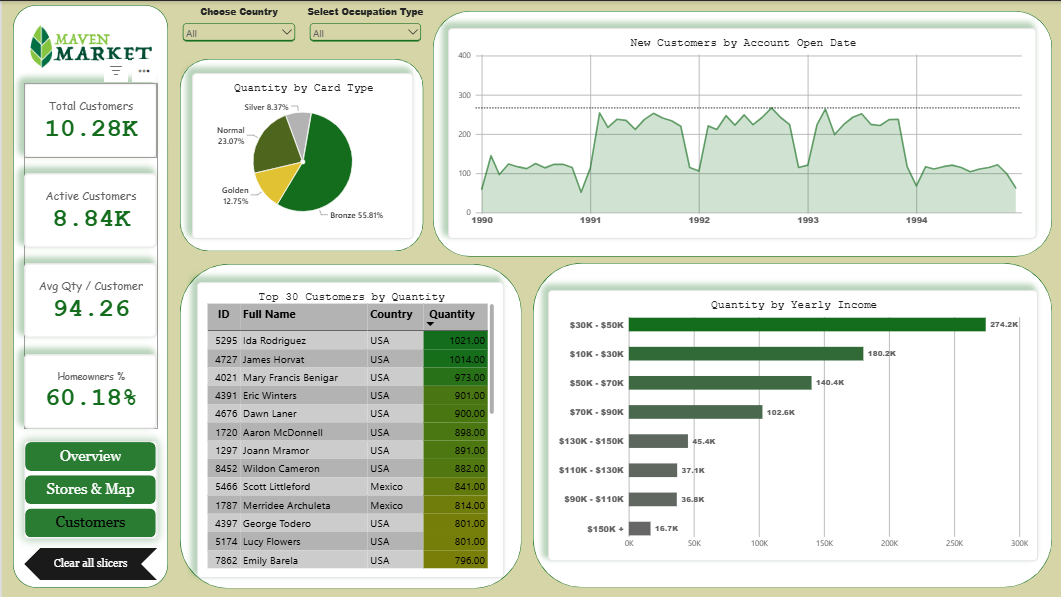 MAVEN
MARKET
Total Customers
10.28K
Active Customers
8.84K
Avg Qty / Customer
94.26
Homeowners %
60.18%
Overview
Stores & Map
Customers
Clear all slicers
Choose Country
All
Select Occupation Type
All
Quantity by Card Type
Silver 8.37%
Normal
23.07%
Golden
12.75%
Bronze 55.81%
New Customers by Account Open Date
400
300
200
100
0
1990 1991 1992 1993 1994
Top 30 Customers by Quantity
ID Full Name Country Quantity
5295 Ida Rodriguez USA 1021.00
4727 James Horvat USA 1014.00
4021 Mary Francis Benigar USA 973.00
4391 Eric Winters USA 901.00
4676 Dawn Laner USA 900.00
1720 Aaron McDonnell USA 898.00
1297 Joann Mramor USA 891.00
8452 Wildon Cameron USA 882.00
5466 Scott Littleford Mexico 841.00
1787 Merridee Archuleta Mexico 814.00
4397 George Todero USA 801.00
5174 Lucy Flowers USA 801.00
7862 Emily Barela USA 796.00
Quantity by Yearly Income
$30K - $50K 274.2K
$10K - $30K 180.2K
$50K - $70K 140.4K
$70K - $90K 102.6K
$130K - $150K 45.4K
$110K - $130K 37.1K
$90K - $110K 36.8K
$150K + 16.7K
0K 50K 100K 150K 200K 250K 300K